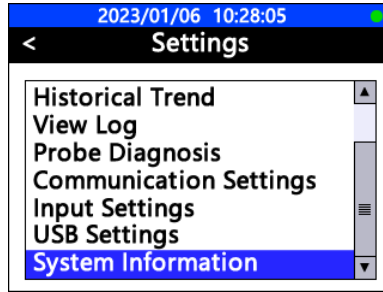 2023/01/06 10:28:05
< Settings
Historical Trend
View Log
Probe Diagnosis
Communication Settings
Input Settings
USB Settings
System Information